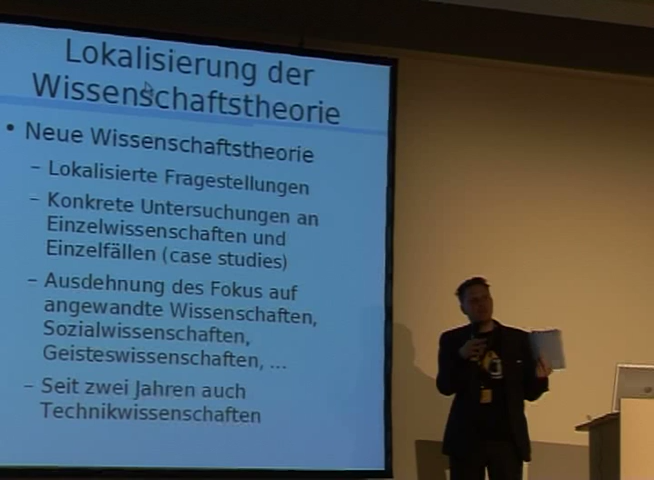 Lokalisierung der
Wissenschaftstheorie
• Neue Wissenschaftstheorie
– Lokalisierte Fragestellungen
– Konkrete Untersuchungen an
Einzelwissenschaften und
Einzelfällen (case studies)
– Ausdehnung des Fokus auf
angewandte Wissenschaften,
Sozialwissenschaften,
Geisteswissenschaften, ...
– Seit zwei Jahren auch
Technikwissenschaften